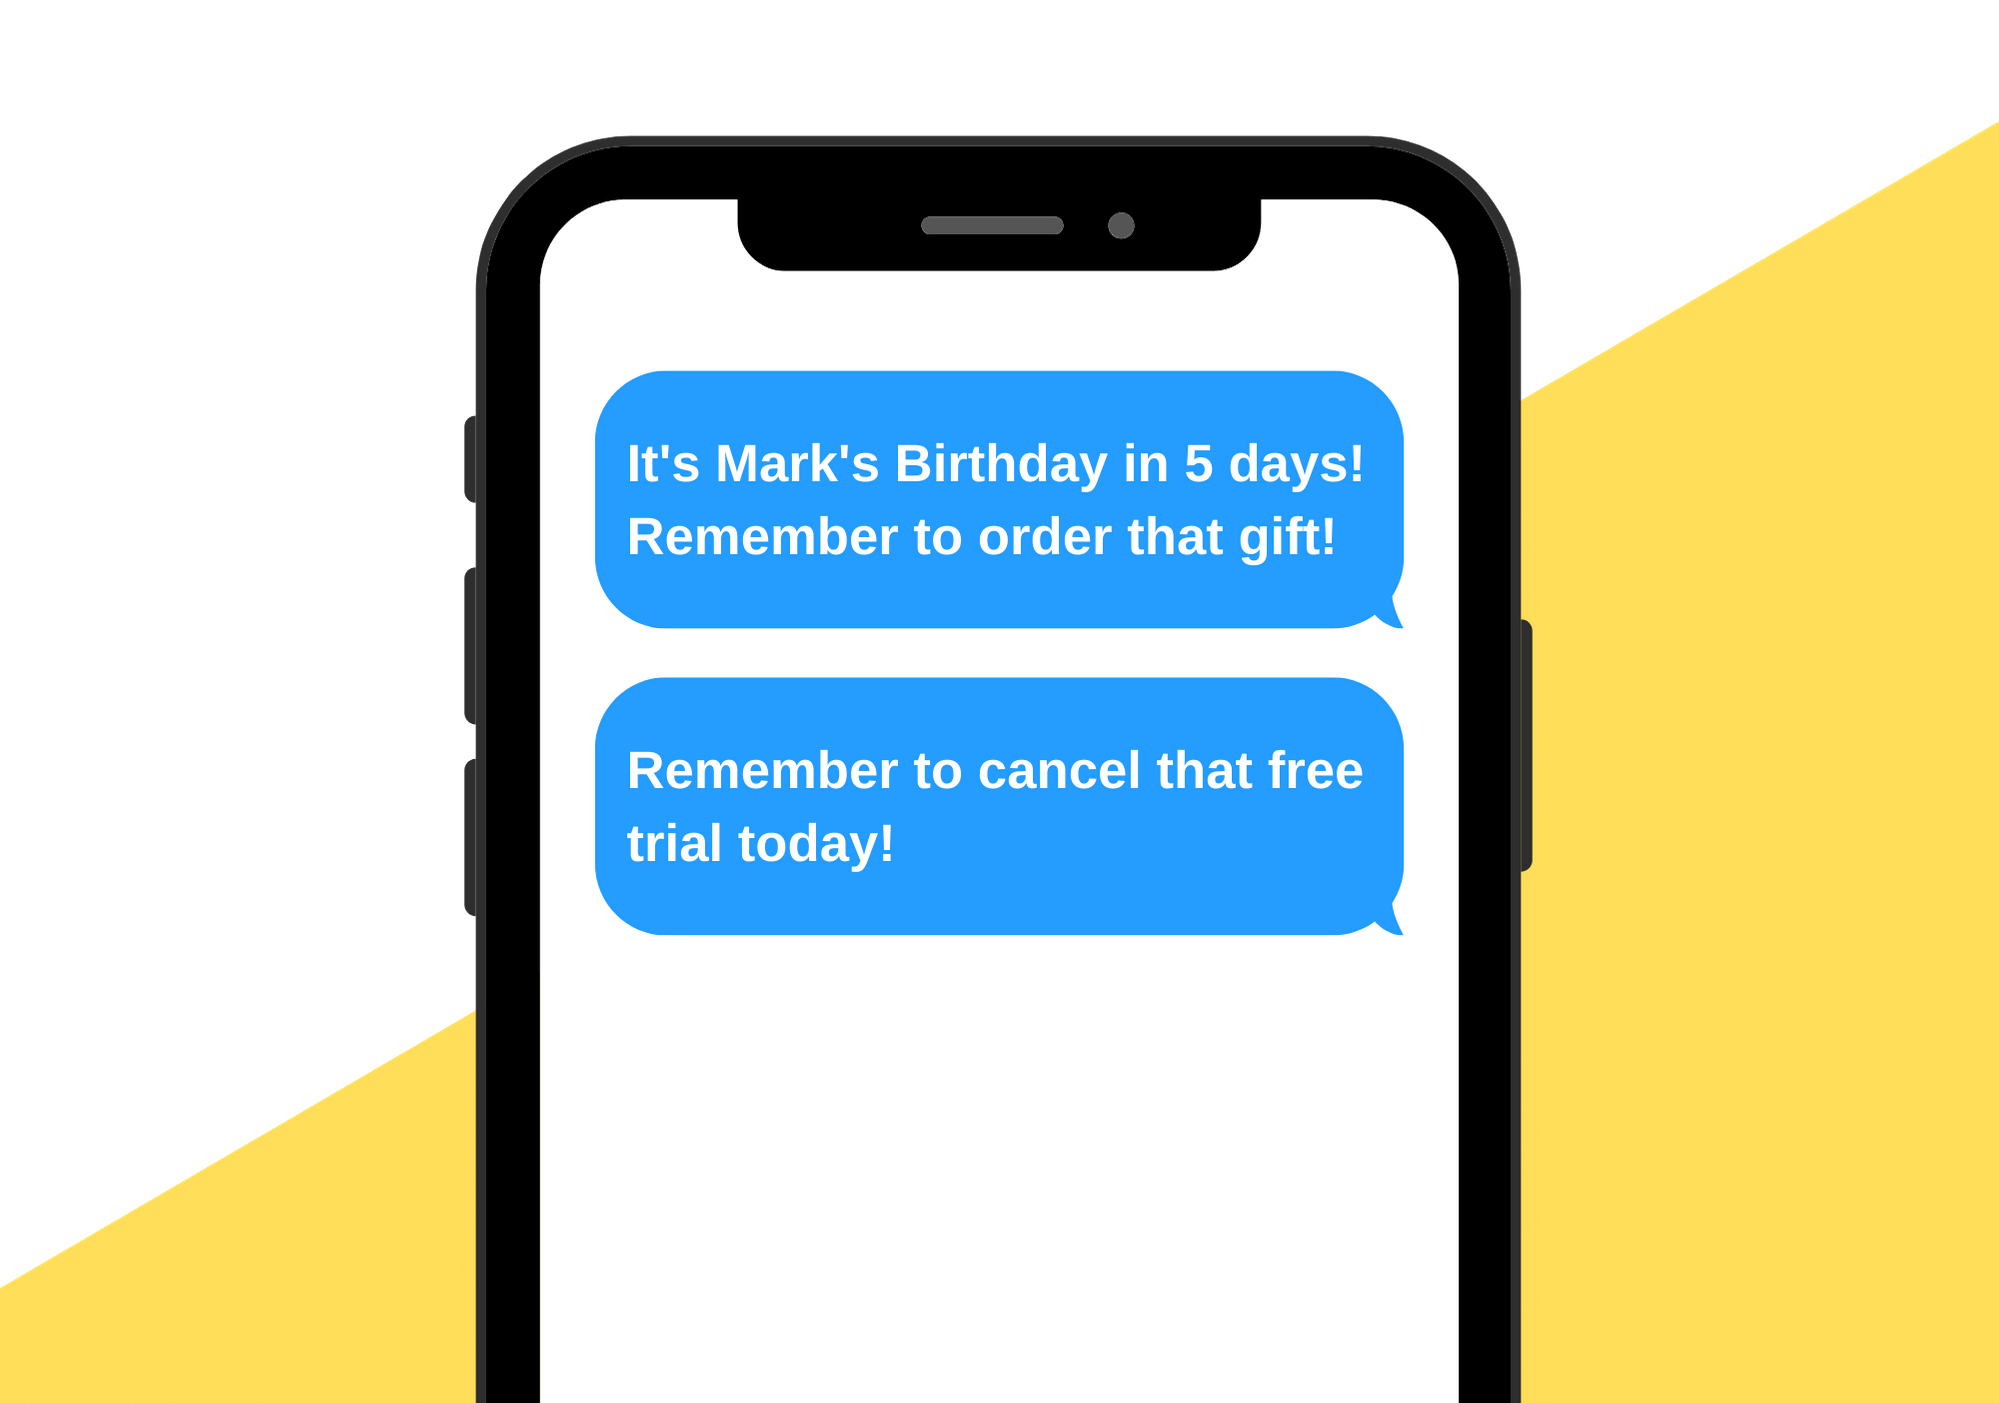 It's Mark's Birthday in 5 days!
Remember to order that gift!
Remember to cancel that free
trial today!